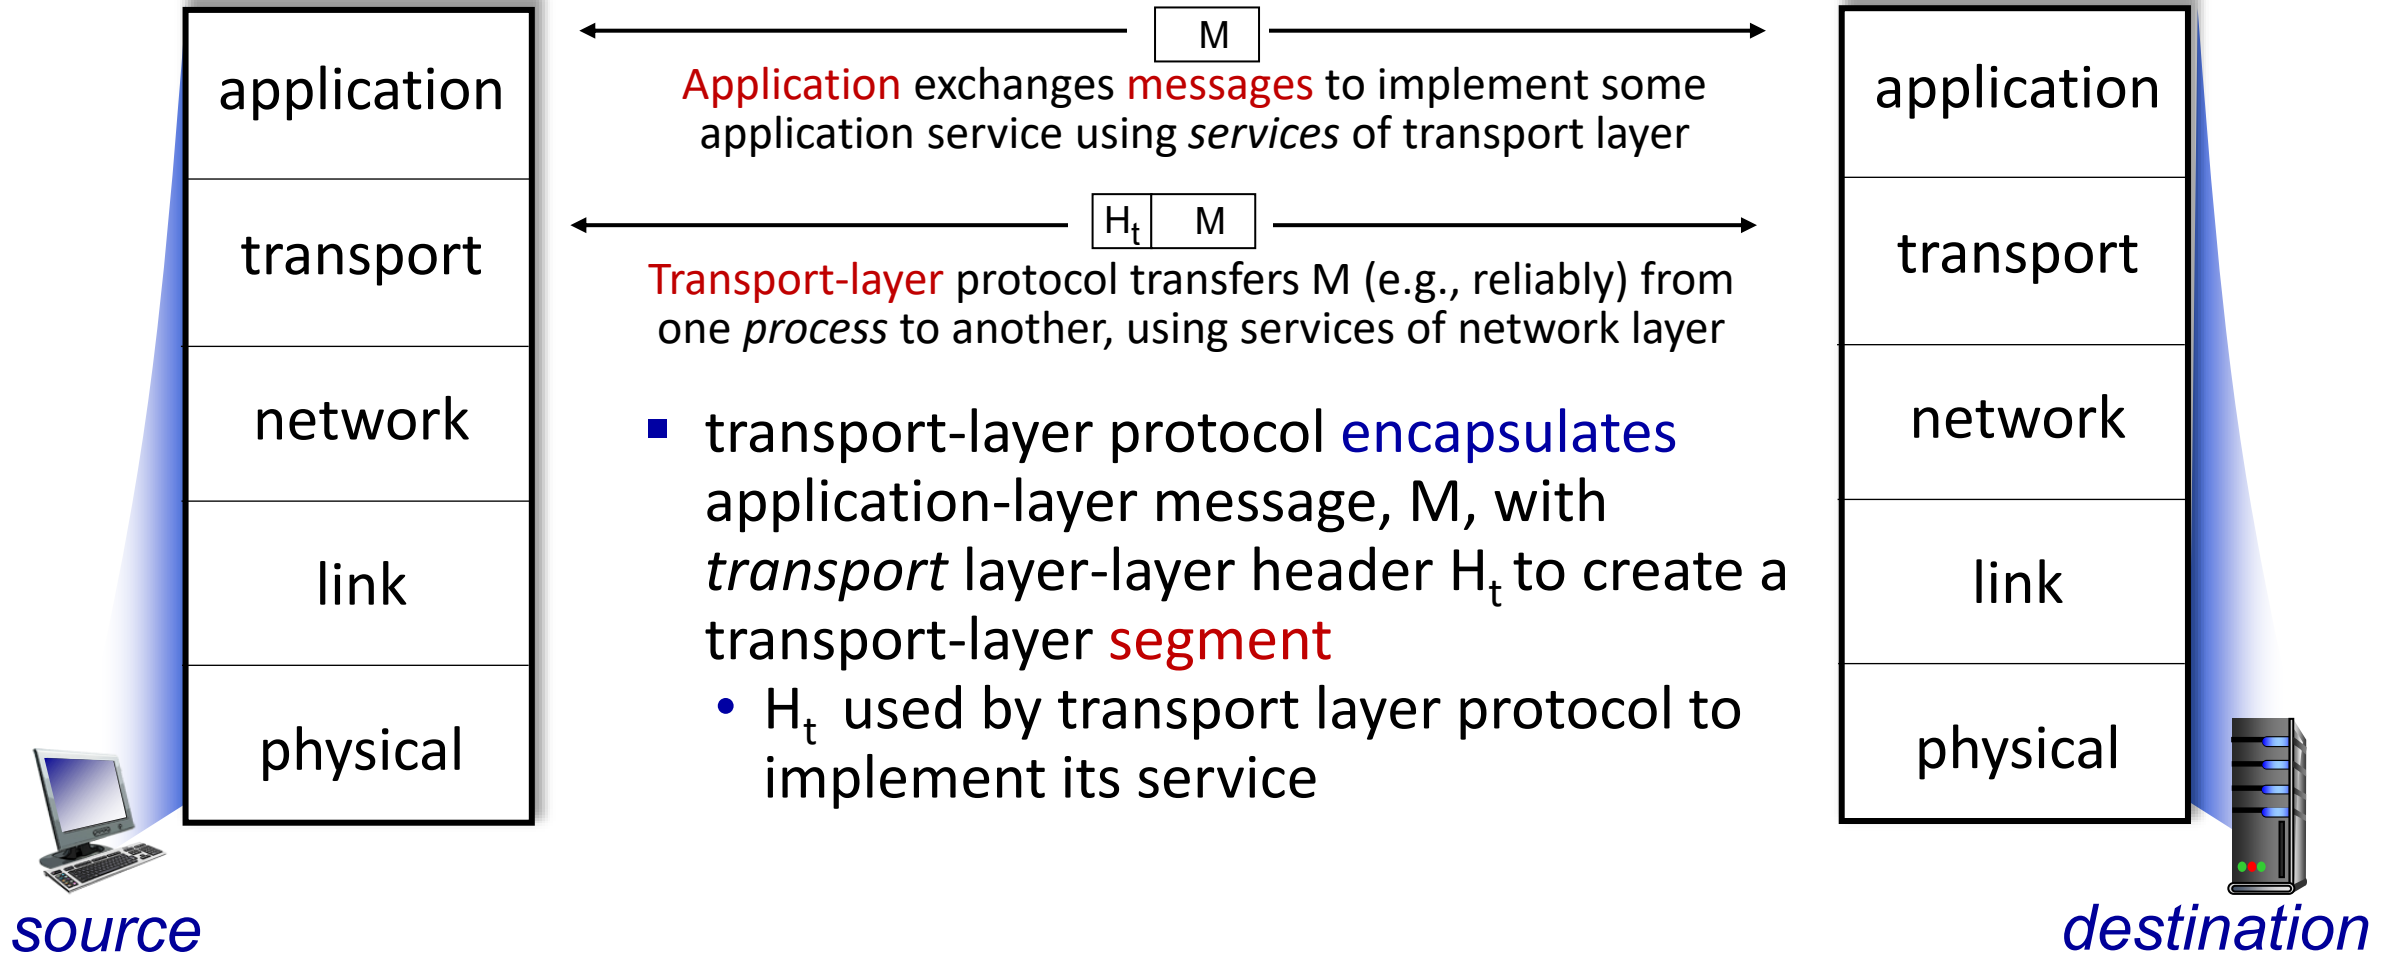 application
transport
network
link
physical
source
M
Application exchanges messages to implement some
application service using services of transport layer
Ht M
Transport-layer protocol transfers M (e.g., reliably) from
one process to another, using services of network layer
transport-layer protocol encapsulates
application-layer message, M, with
transport layer-layer header Ht to create a
transport-layer segment
Ht used by transport layer protocol to
implement its service
application
transport
network
link
physical
destination